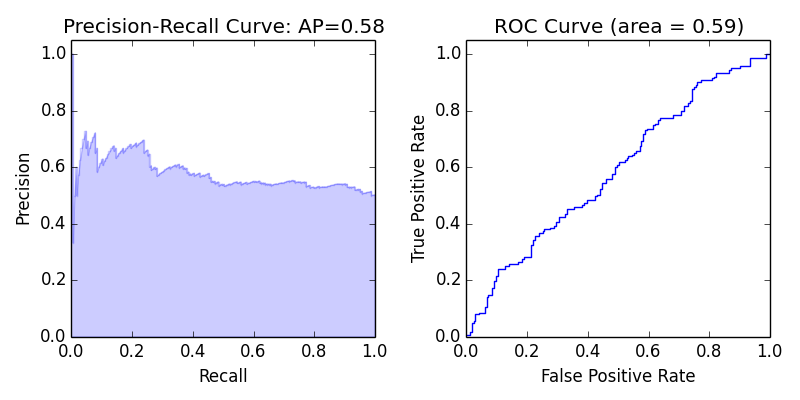 Precision-Recall Curve: AP=0.58
1.0
0.8
0.6
0.4
0.2
0.0
Precision
0.0 0.2 0.4 0.6 0.8 1.0
Recall
ROC Curve (area = 0.59)
1.0
0.8
0.6
0.4
0.2
0.0
True Positive Rate
0.0 0.2 0.4 0.6 0.8 1.0
False Positive Rate